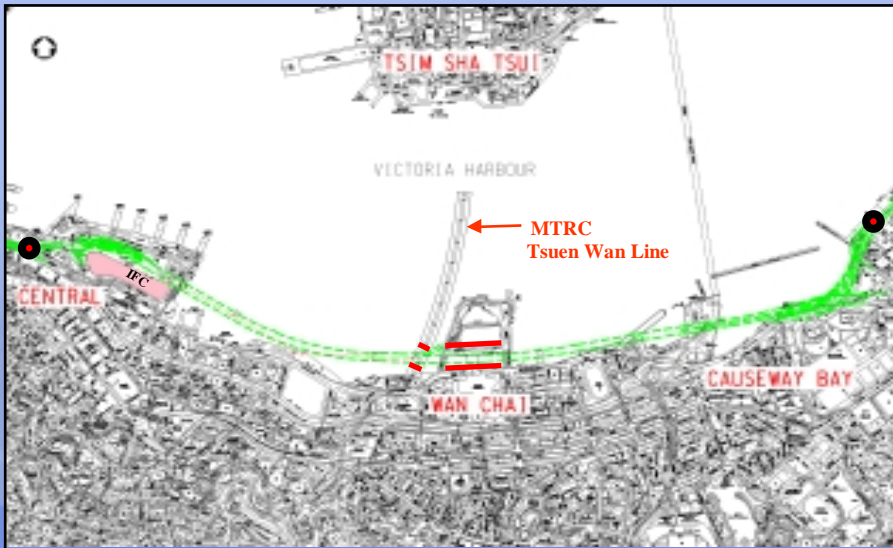 TSIM SHA TSUI
VICTORIA HARBOUR
MTRC
Tsuen Wan Line
IFC
CENTRAL
CAUSEWAY BAY
WAN CHAI